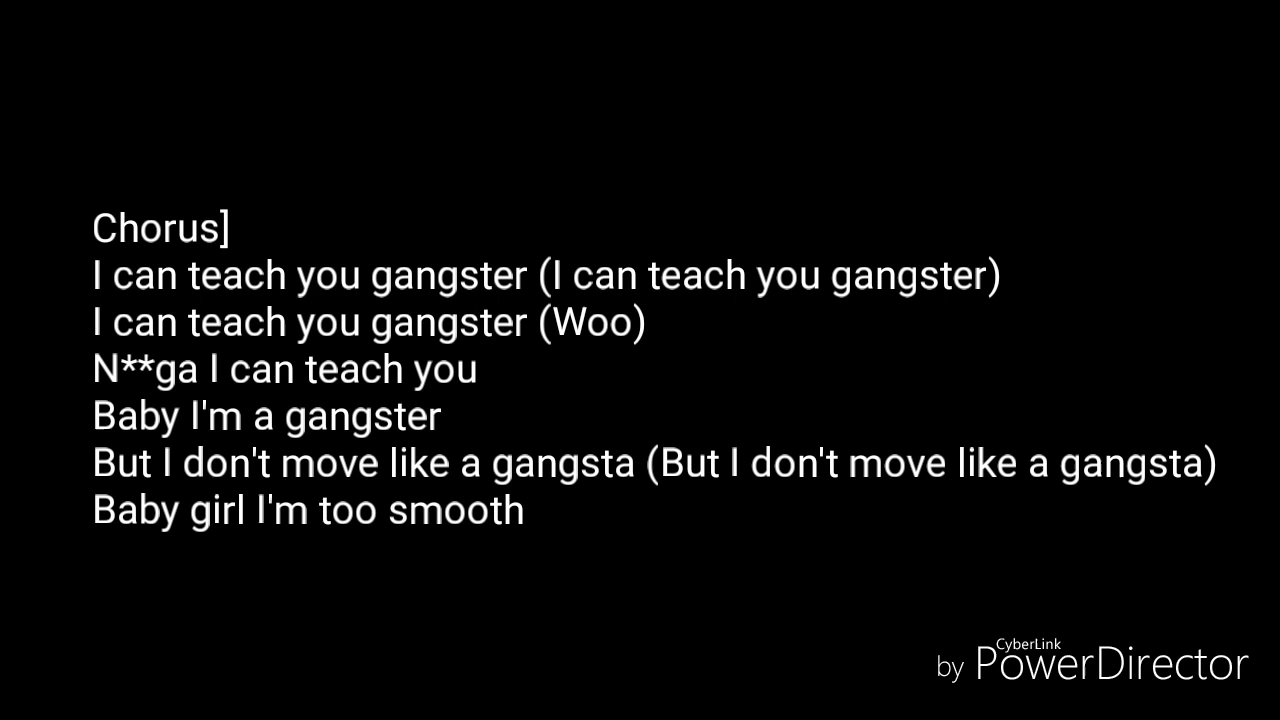 Chorus]
I can teach you gangster (I can teach you gangster)
I can teach you gangster (Woo)
N**ga I can teach you
Baby I'm a gangster
But I don't move like a gangsta (But I don't move like a gangsta)
Baby girl I'm too smooth
CyberLink
by PowerDirector